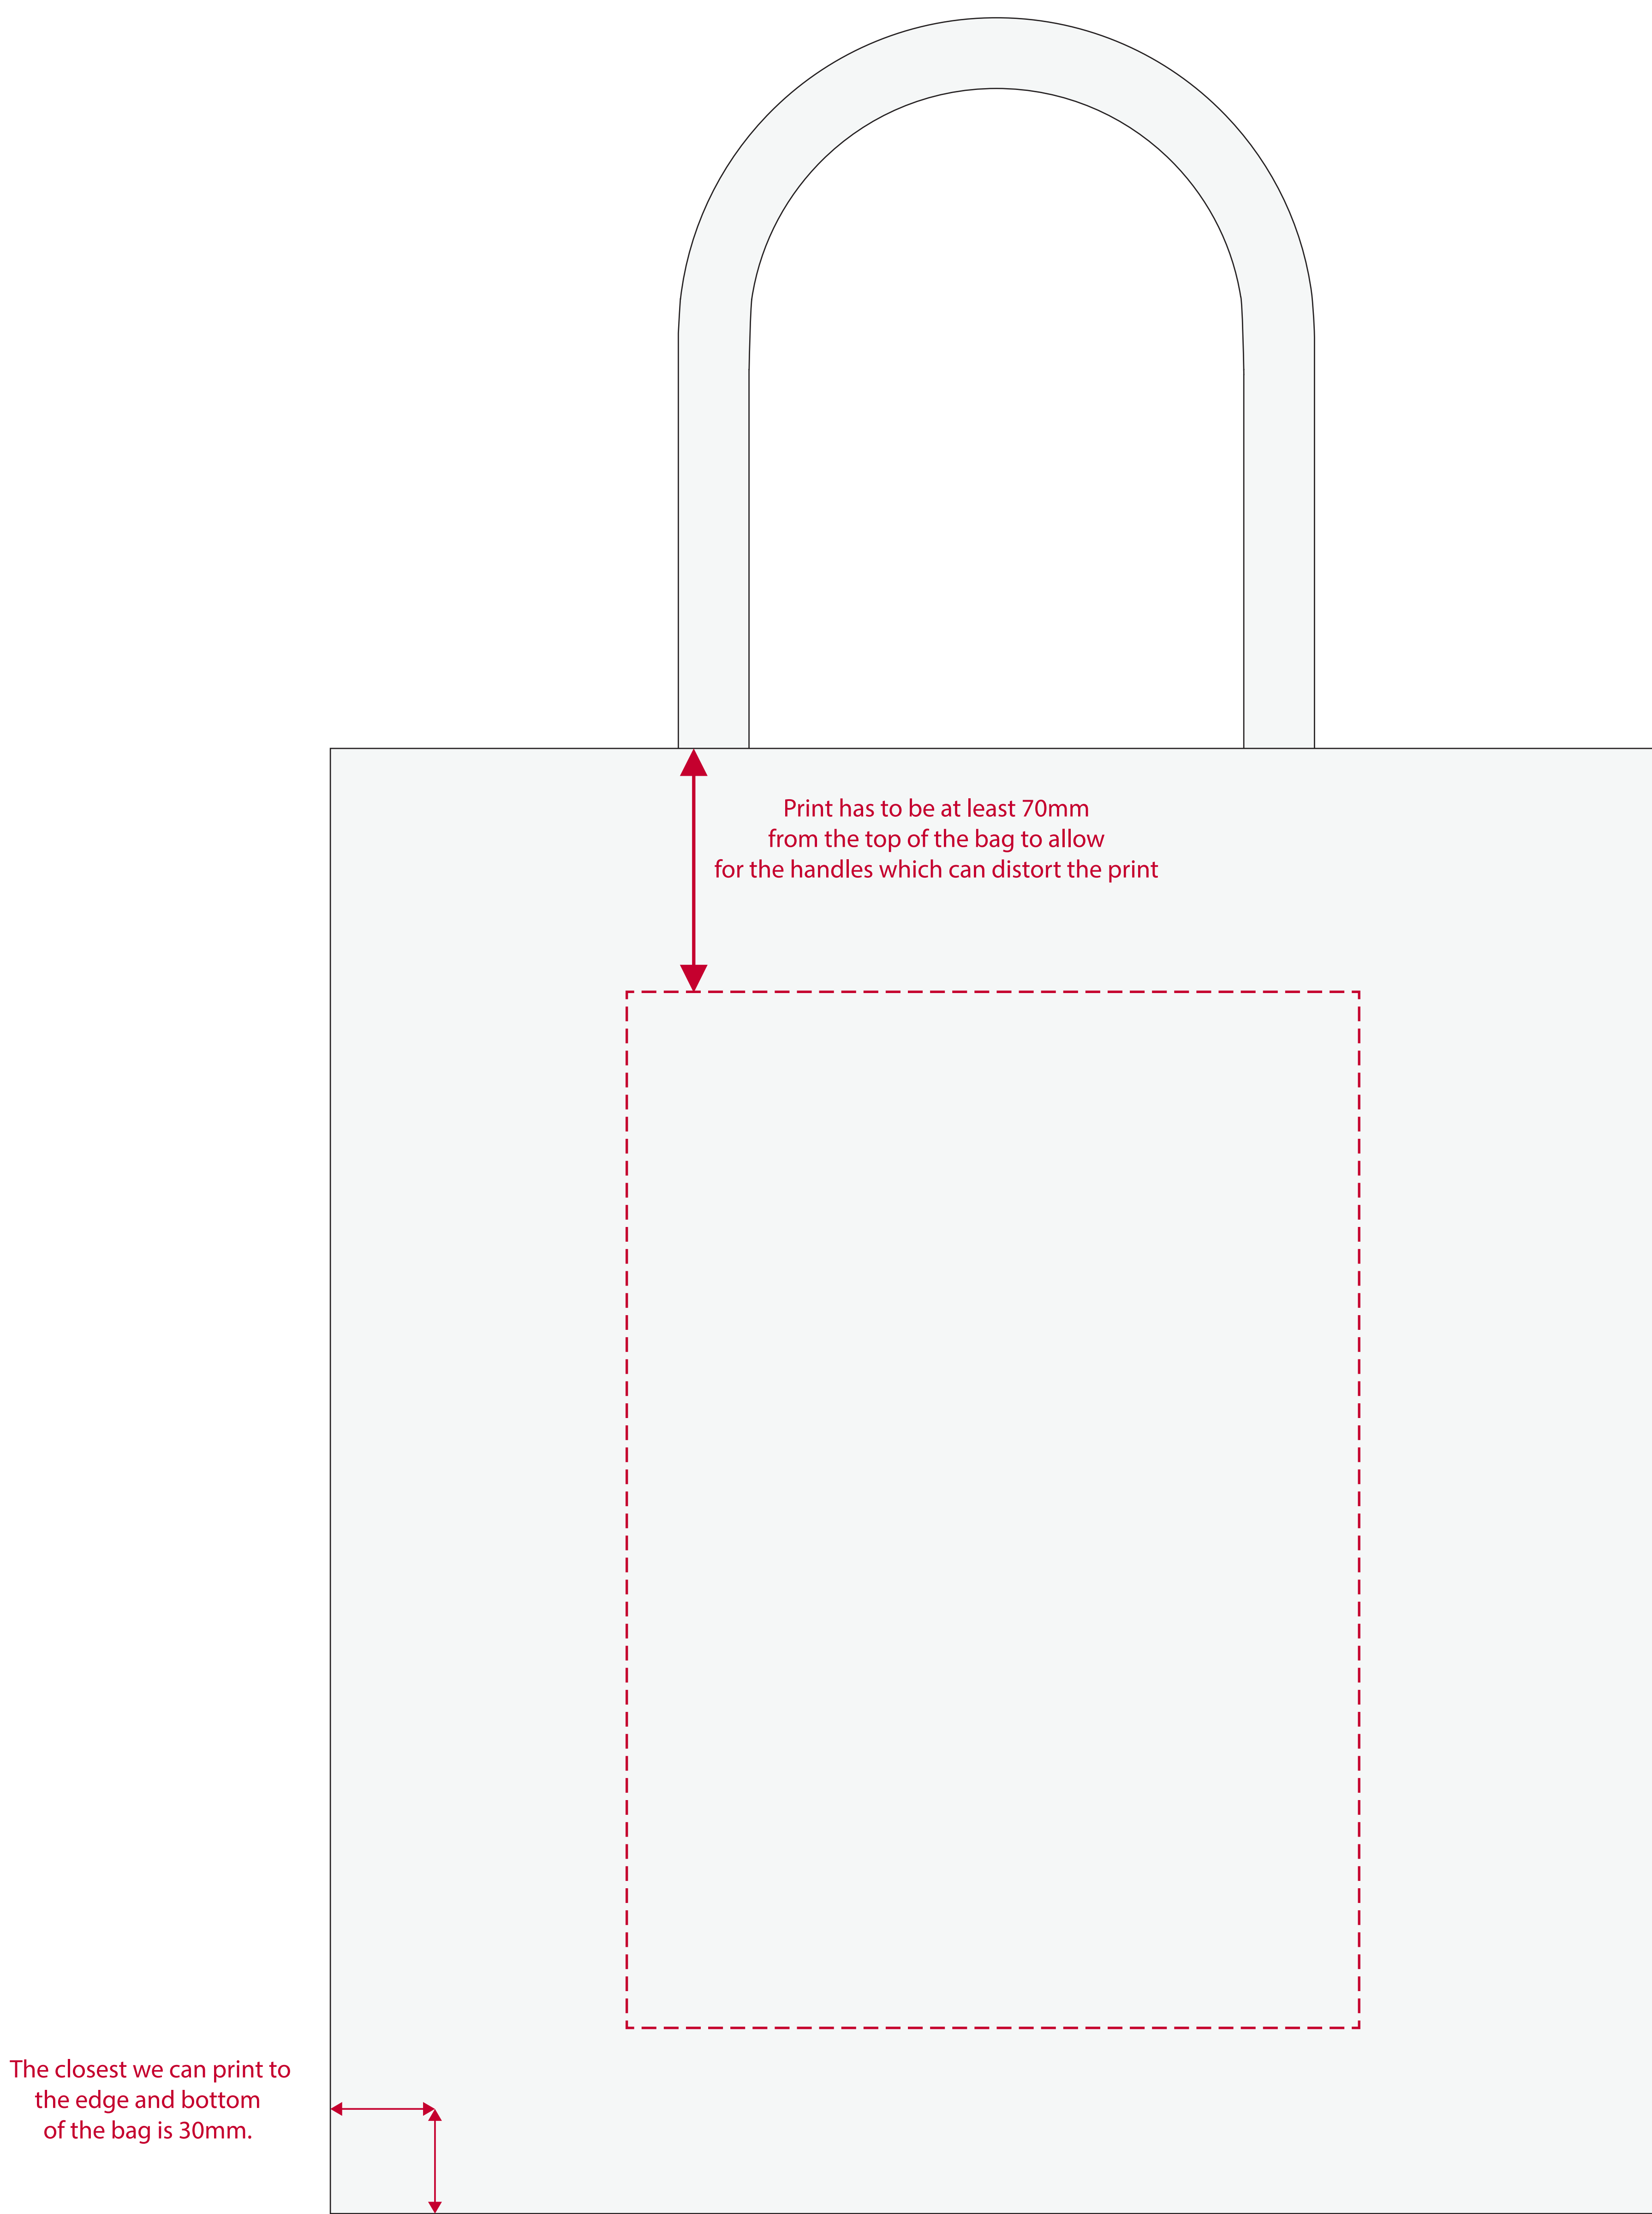 Print has to be at least 70mm
from the top of the bag to allow
for the handles which can distort the print
The closest we can print to
the edge and bottom
of the bag is 30mm.